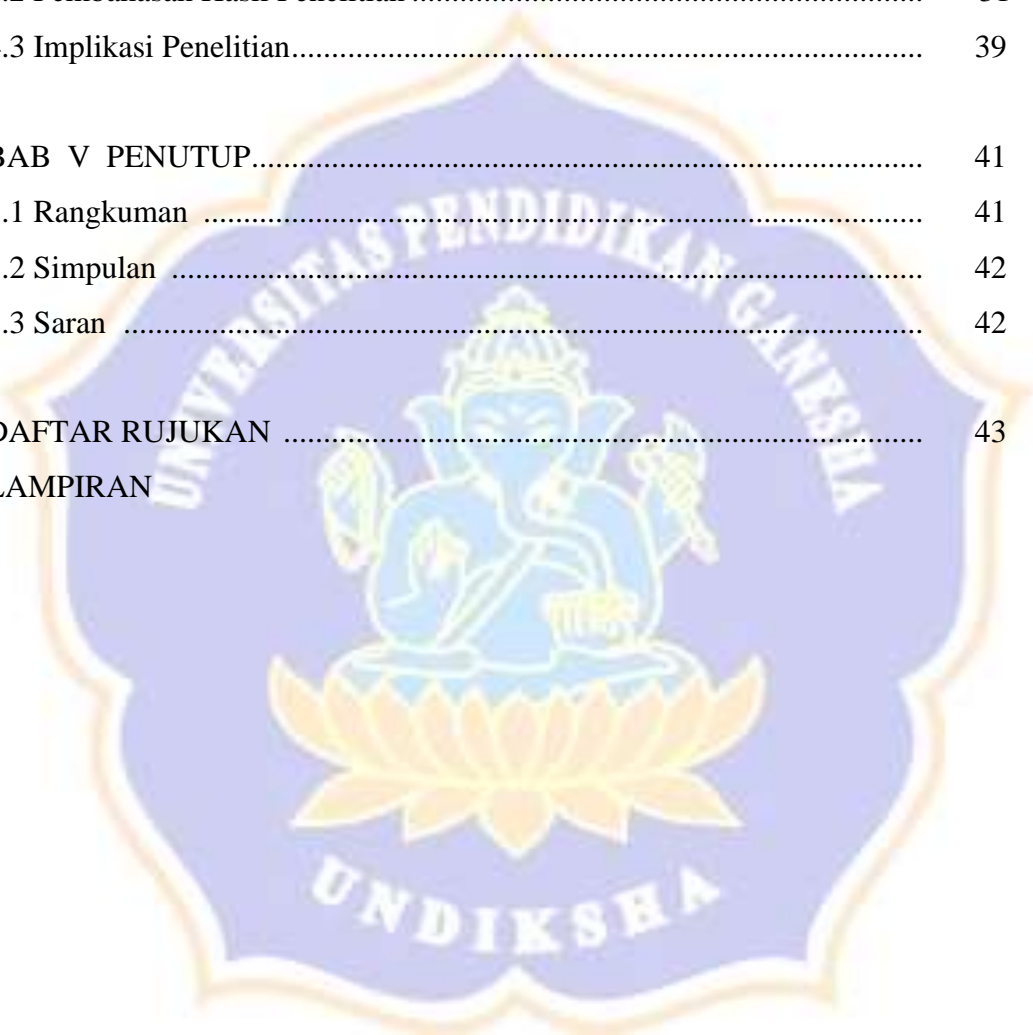 .3 Implikasi Penelitian................................................................................ 39
BAB V PENUTUP................................................................................ 41
.1 Rangkuman ................................................................................ 41
.2 Simpulan ................................................................................ 42
.3 Saran ................................................................................ 42
DAFTAR RUJUKAN ................................................................................ 43
LAMPIRAN
UNIVERSITAS PENDIDIKAN GANESHA
UNDIKSHA